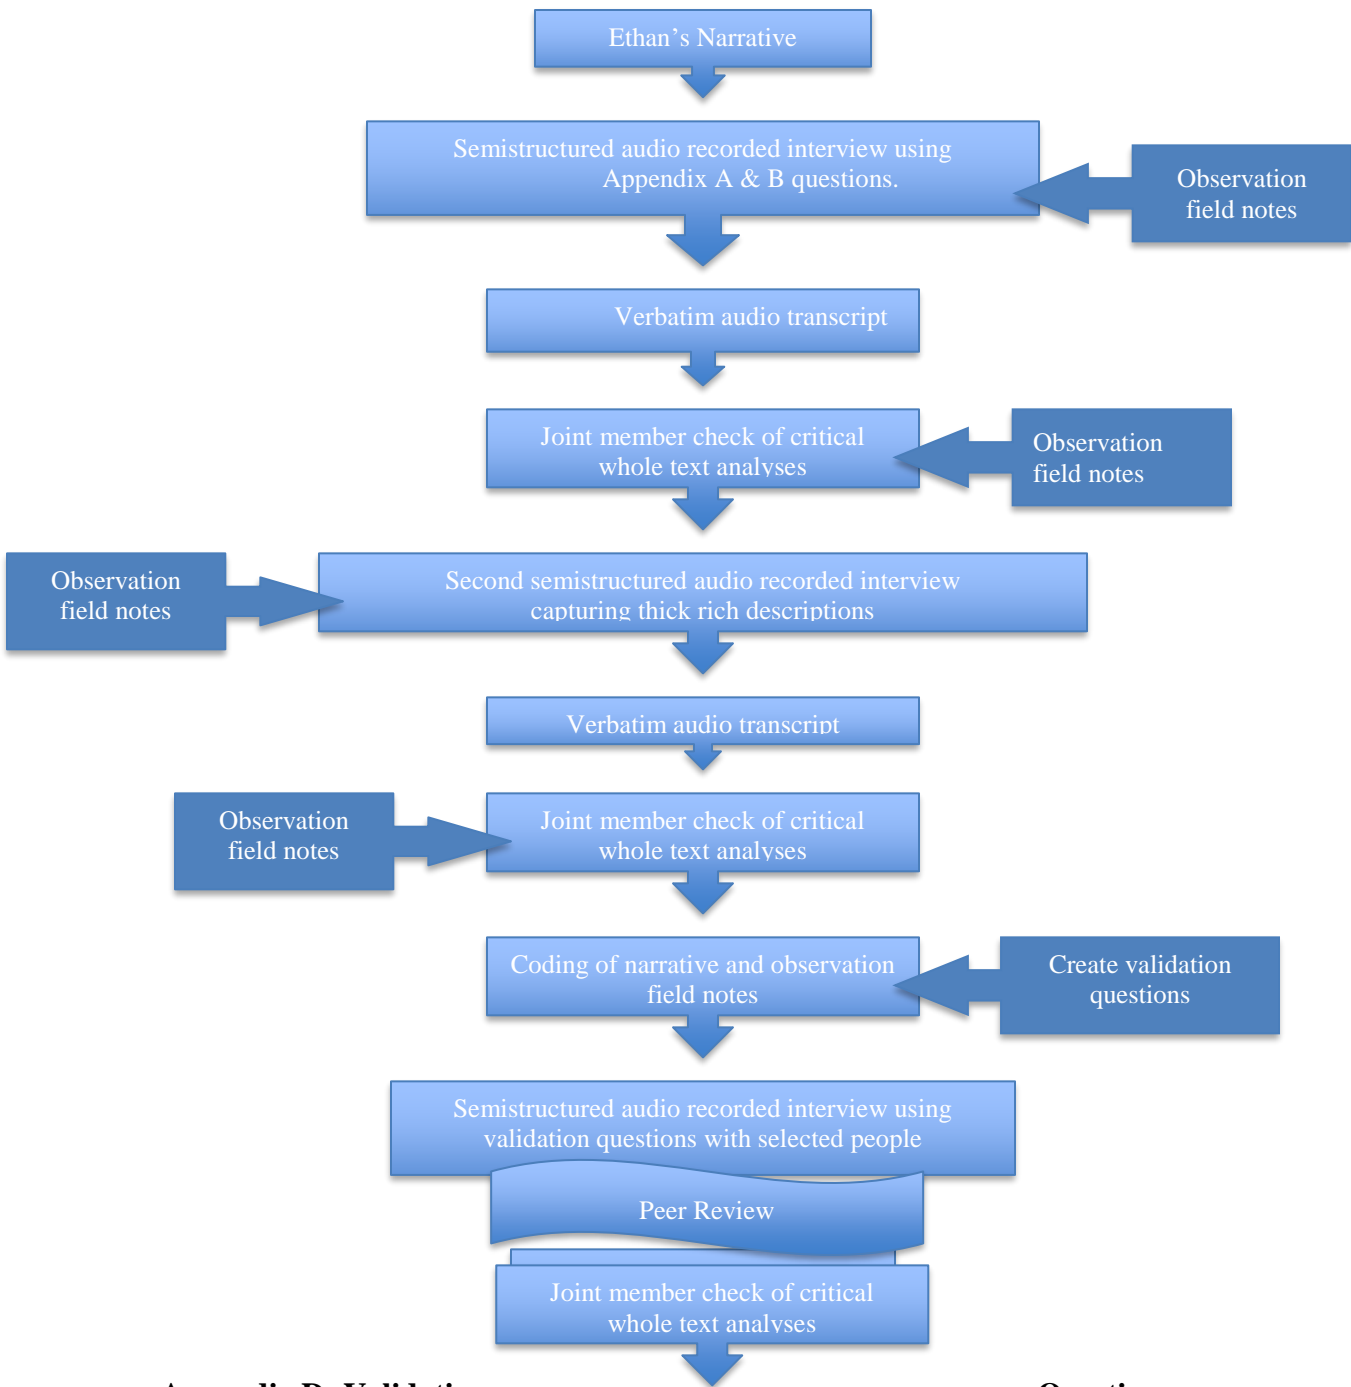 Ethan’s Narrative
Semistructured audio recorded interview using
Appendix A & B questions.
Observation
field notes
Verbatim audio transcript
Joint member check of critical
whole text analyses
Observation
field notes
Observation
field notes
Second semistructured audio recorded interview
capturing thick rich descriptions
Verbatim audio transcript
Observation
field notes
Joint member check of critical
whole text analyses
Coding of narrative and observation
field notes
Create validation
questions
Semistructured audio recorded interview using
validation questions with selected people
Peer Review
Joint member check of critical
whole text analyses